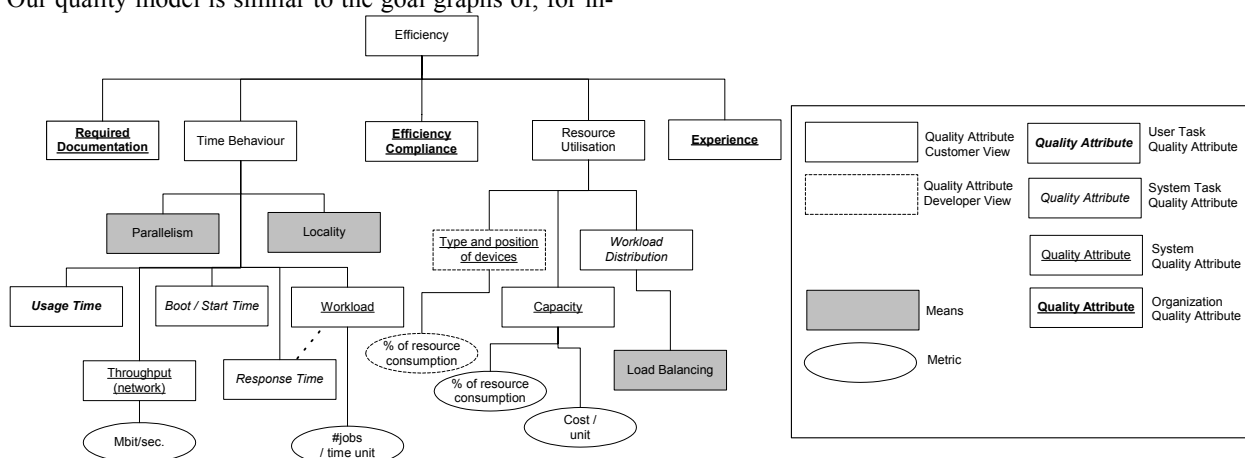 Our quality model is similar to the goal graphs of, for in-
Efficiency
Required
Documentation
Time Behaviour
Efficiency
Compliance
Resource
Utilisation
Experience
Parallelism
Locality
Type and position
of devices
Workload
Distribution
Usage Time
Boot / Start Time
Workload
Capacity
% of resource
consumption
Throughput
(network)
Response Time
% of resource
consumption
Load Balancing
Mbit/sec.
#jobs
/ time unit
Cost /
unit
Quality Attribute
Customer View
Quality Attribute
User Task
Quality Attribute
Quality Attribute
Developer View
Quality Attribute
System Task
Quality Attribute
Quality Attribute
System
Quality Attribute
Means
Quality Attribute
Organization
Quality Attribute
Metric